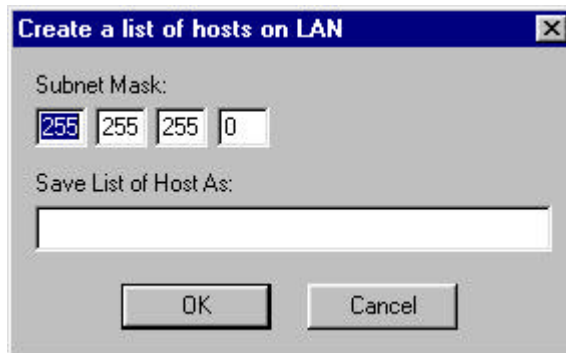 Create a list of hosts on LAN
Subnet Mask:
255 255 255 0
Save List of Host As:
OK Cancel